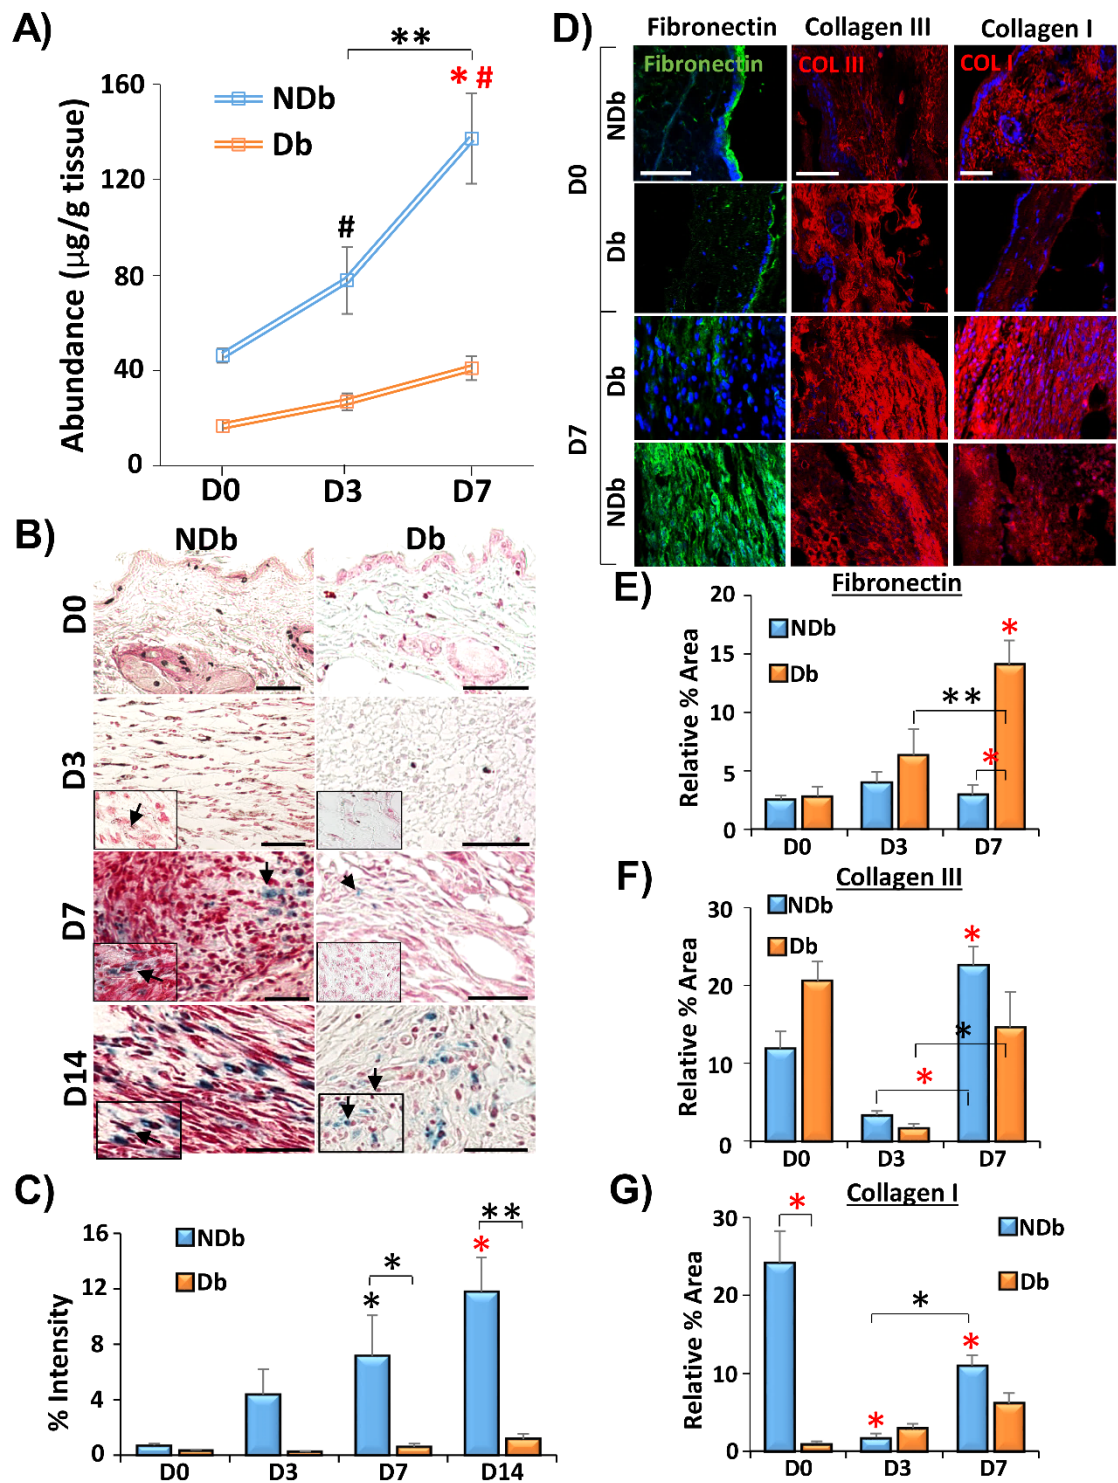 A)
**
* #
160
120
80
40
0
Abundance (µg/g tissue)
NDb
Db
#
D0 D3 D7
B)
NDb Db
D0
D3
D7
D14
C)
16
12
8
4
0
% Intensity
NDb
Db
*
*
*
**
D0 D3 D7 D14
D)
Fibronectin Collagen III Collagen I
Fibronectin COL III COL I
D0
NDb
Db
D7
Db
NDb
E)
Fibronectin
20
15
10
5
0
Relative % Area
NDb
Db
*
**
*
D0 D3 D7
F)
Collagen III
30
20
10
0
Relative % Area
NDb
Db
*
*
*
D0 D3 D7
G)
Collagen I
30
20
10
0
Relative % Area
NDb
Db
*
*
*
*
D0 D3 D7